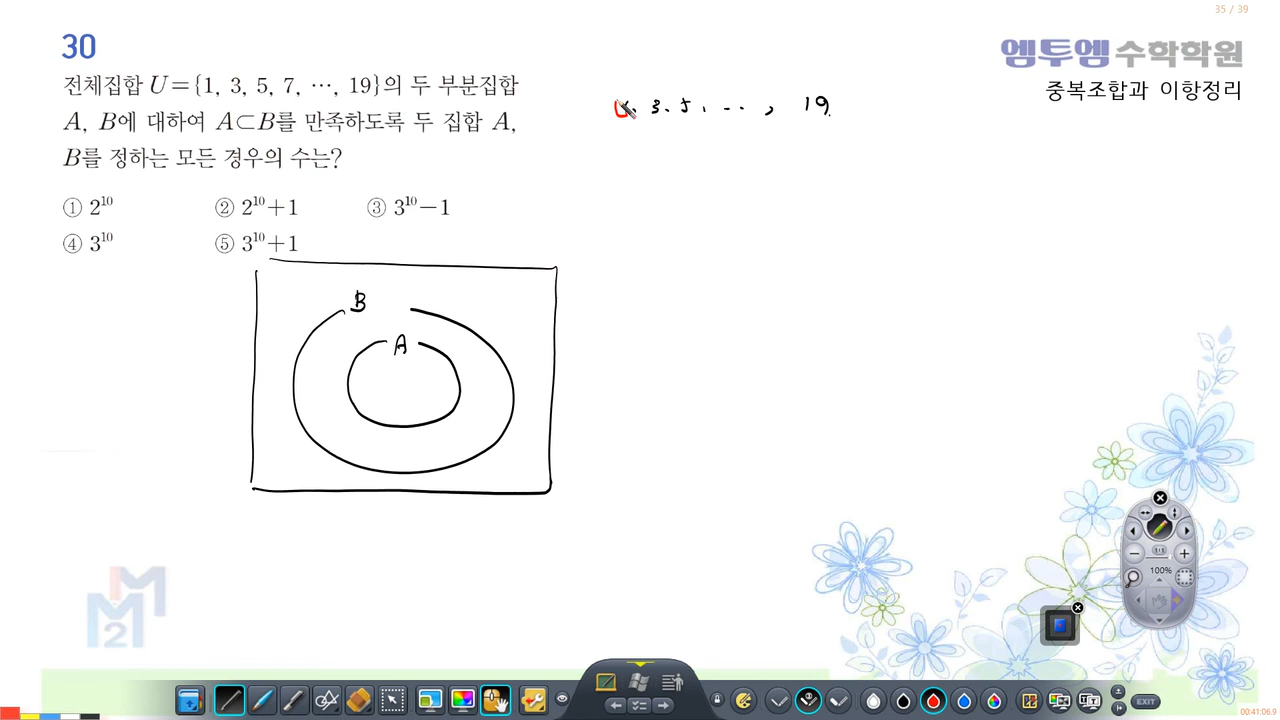 35 / 39
30
엠투엠수학학원
중복조합과 이항정리
전체집합 U={1, 3, 5, 7, ⋯, 19}의 두 부분집합
A, B에 대하여 A⊂B를 만족하도록 두 집합 A,
B를 정하는 모든 경우의 수는?
① 2¹⁰ ② 2¹⁰+1 ③ 3¹⁰−1
④ 3¹⁰ ⑤ 3¹⁰+1
3. 5. ... , 19.
B
A
1:1
100%
M
M
2
EXIT
00:41:06.9